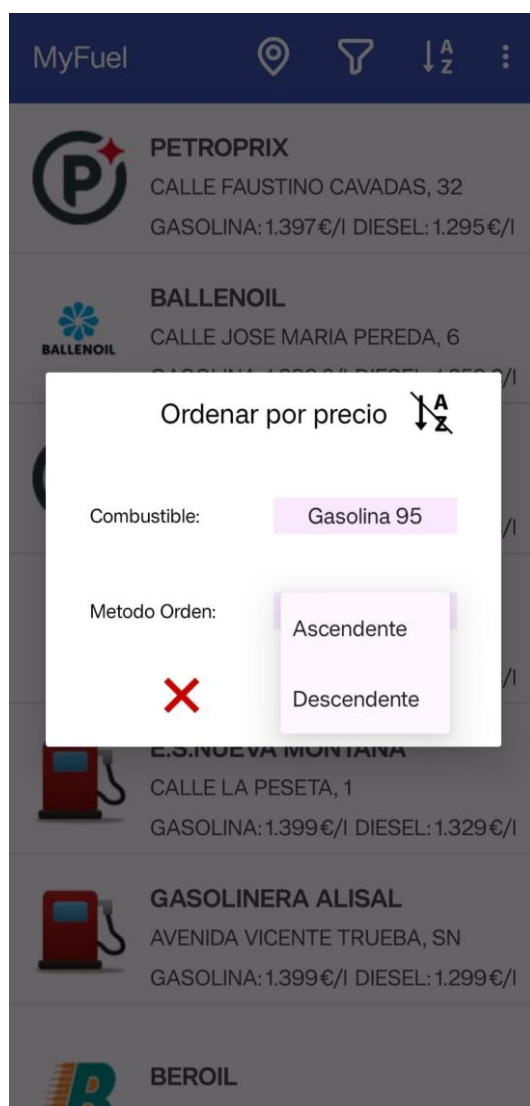 MyFuel
A
Z
P
PETROPRIX
CALLE FAUSTINO CAVADAS, 32
GASOLINA: 1.397€/l DIESEL: 1.295€/l
BALLENOIL
BALLENOIL
CALLE JOSE MARIA PEREDA, 6
/l
Ordenar por precio
A
Z
Combustible:
Gasolina 95
/l
Metodo Orden:
Ascendente
/l
Descendente
E.S.NUEVA MONTAÑA
CALLE LA PESETA, 1
GASOLINA: 1.399€/l DIESEL: 1.329€/l
GASOLINERA ALISAL
AVENIDA VICENTE TRUEBA, SN
GASOLINA: 1.399€/l DIESEL: 1.299€/l
B
BEROIL